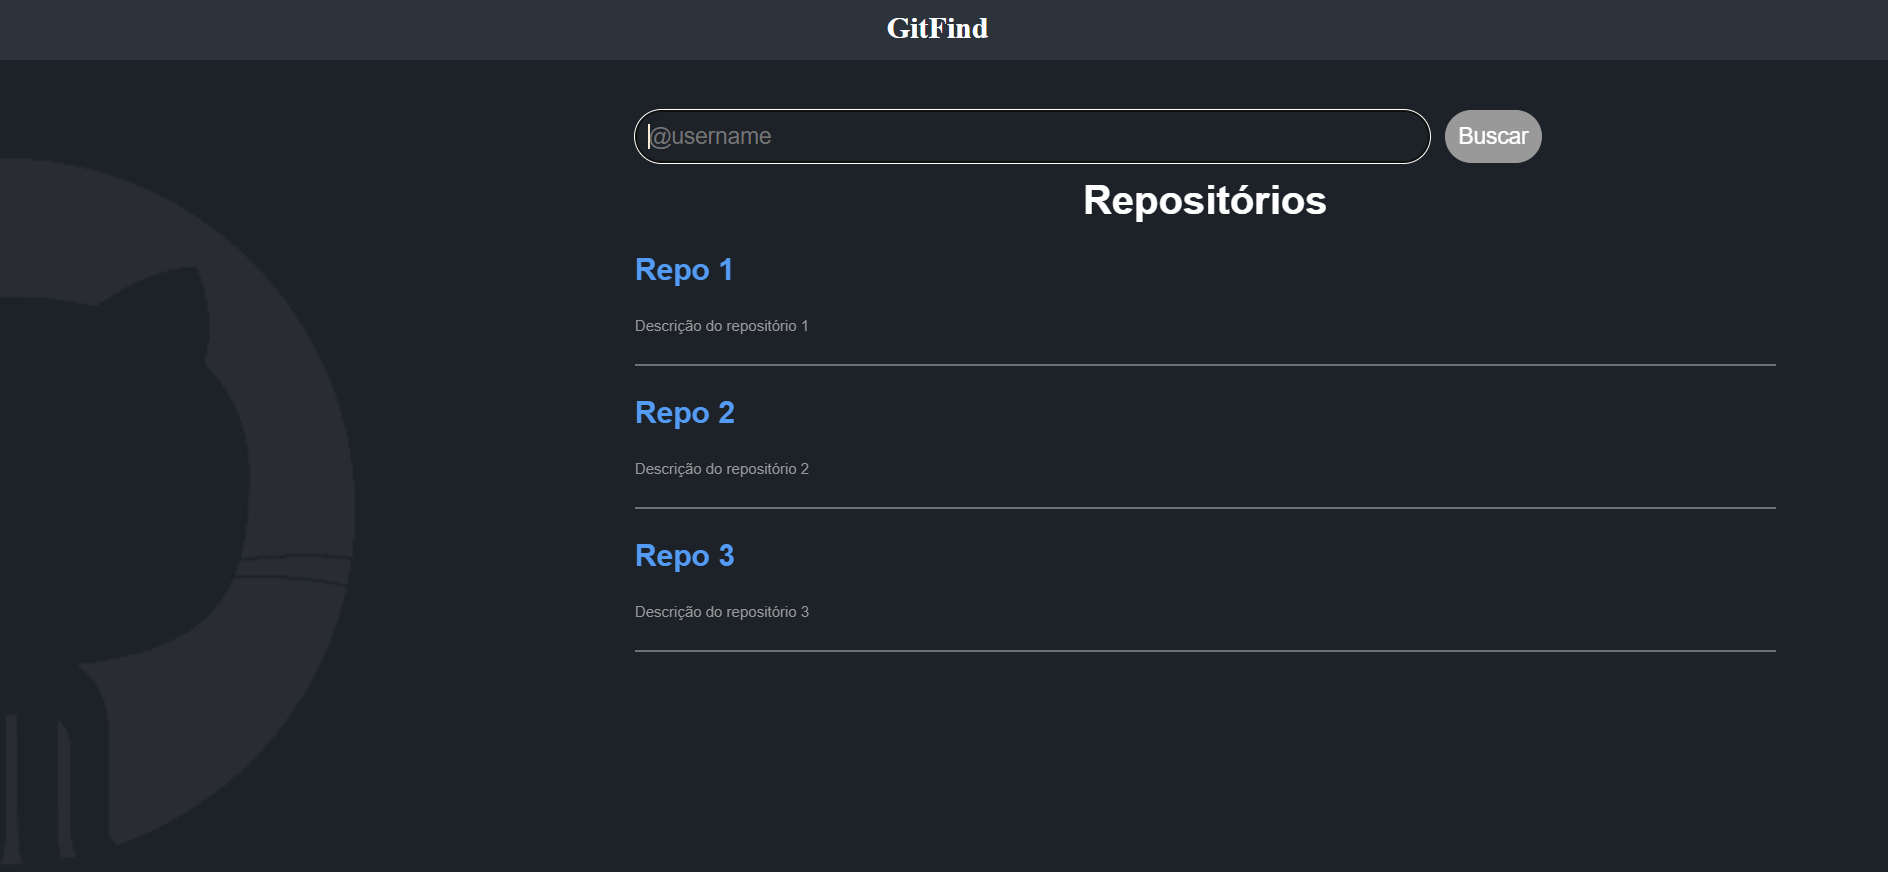 GitFind
@username
Buscar
Repositórios
Repo 1
Descrição do repositório 1
Repo 2
Descrição do repositório 2
Repo 3
Descrição do repositório 3